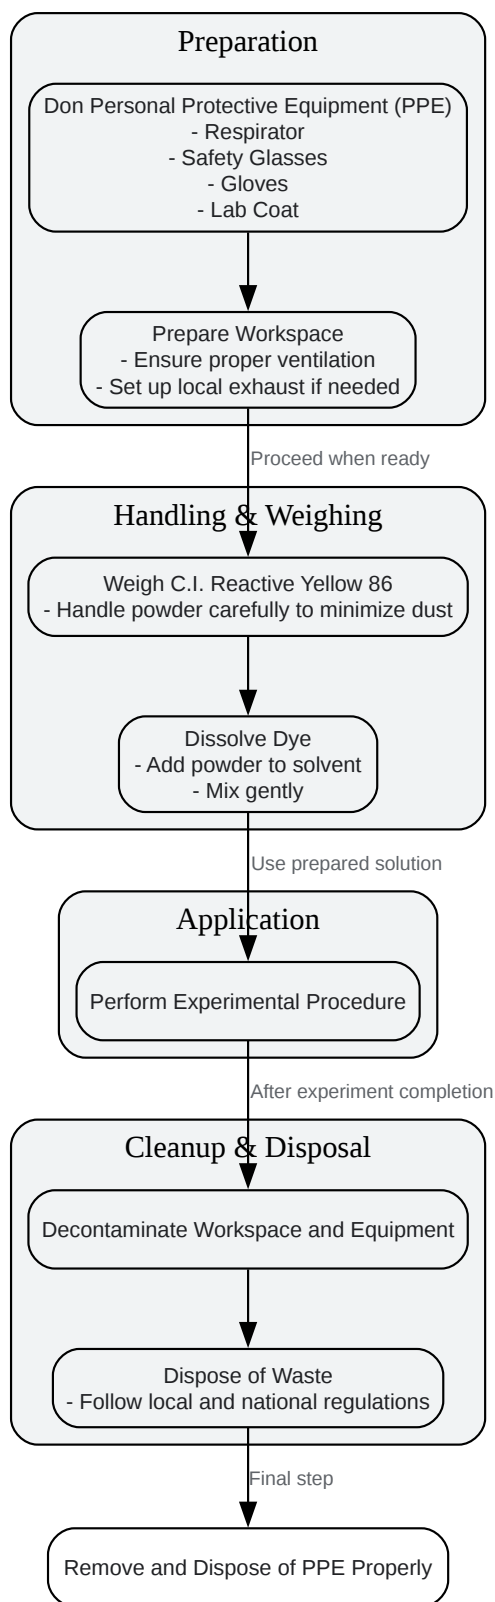 Preparation
Don Personal Protective Equipment (PPE)
- Respirator
- Safety Glasses
- Gloves
- Lab Coat
Prepare Workspace
- Ensure proper ventilation
- Set up local exhaust if needed
Proceed when ready
Handling & Weighing
Weigh C.I. Reactive Yellow 86
- Handle powder carefully to minimize dust
Dissolve Dye
- Add powder to solvent
- Mix gently
Use prepared solution
Application
Perform Experimental Procedure
After experiment completion
Cleanup & Disposal
Decontaminate Workspace and Equipment
Dispose of Waste
- Follow local and national regulations
Final step
Remove and Dispose of PPE Properly